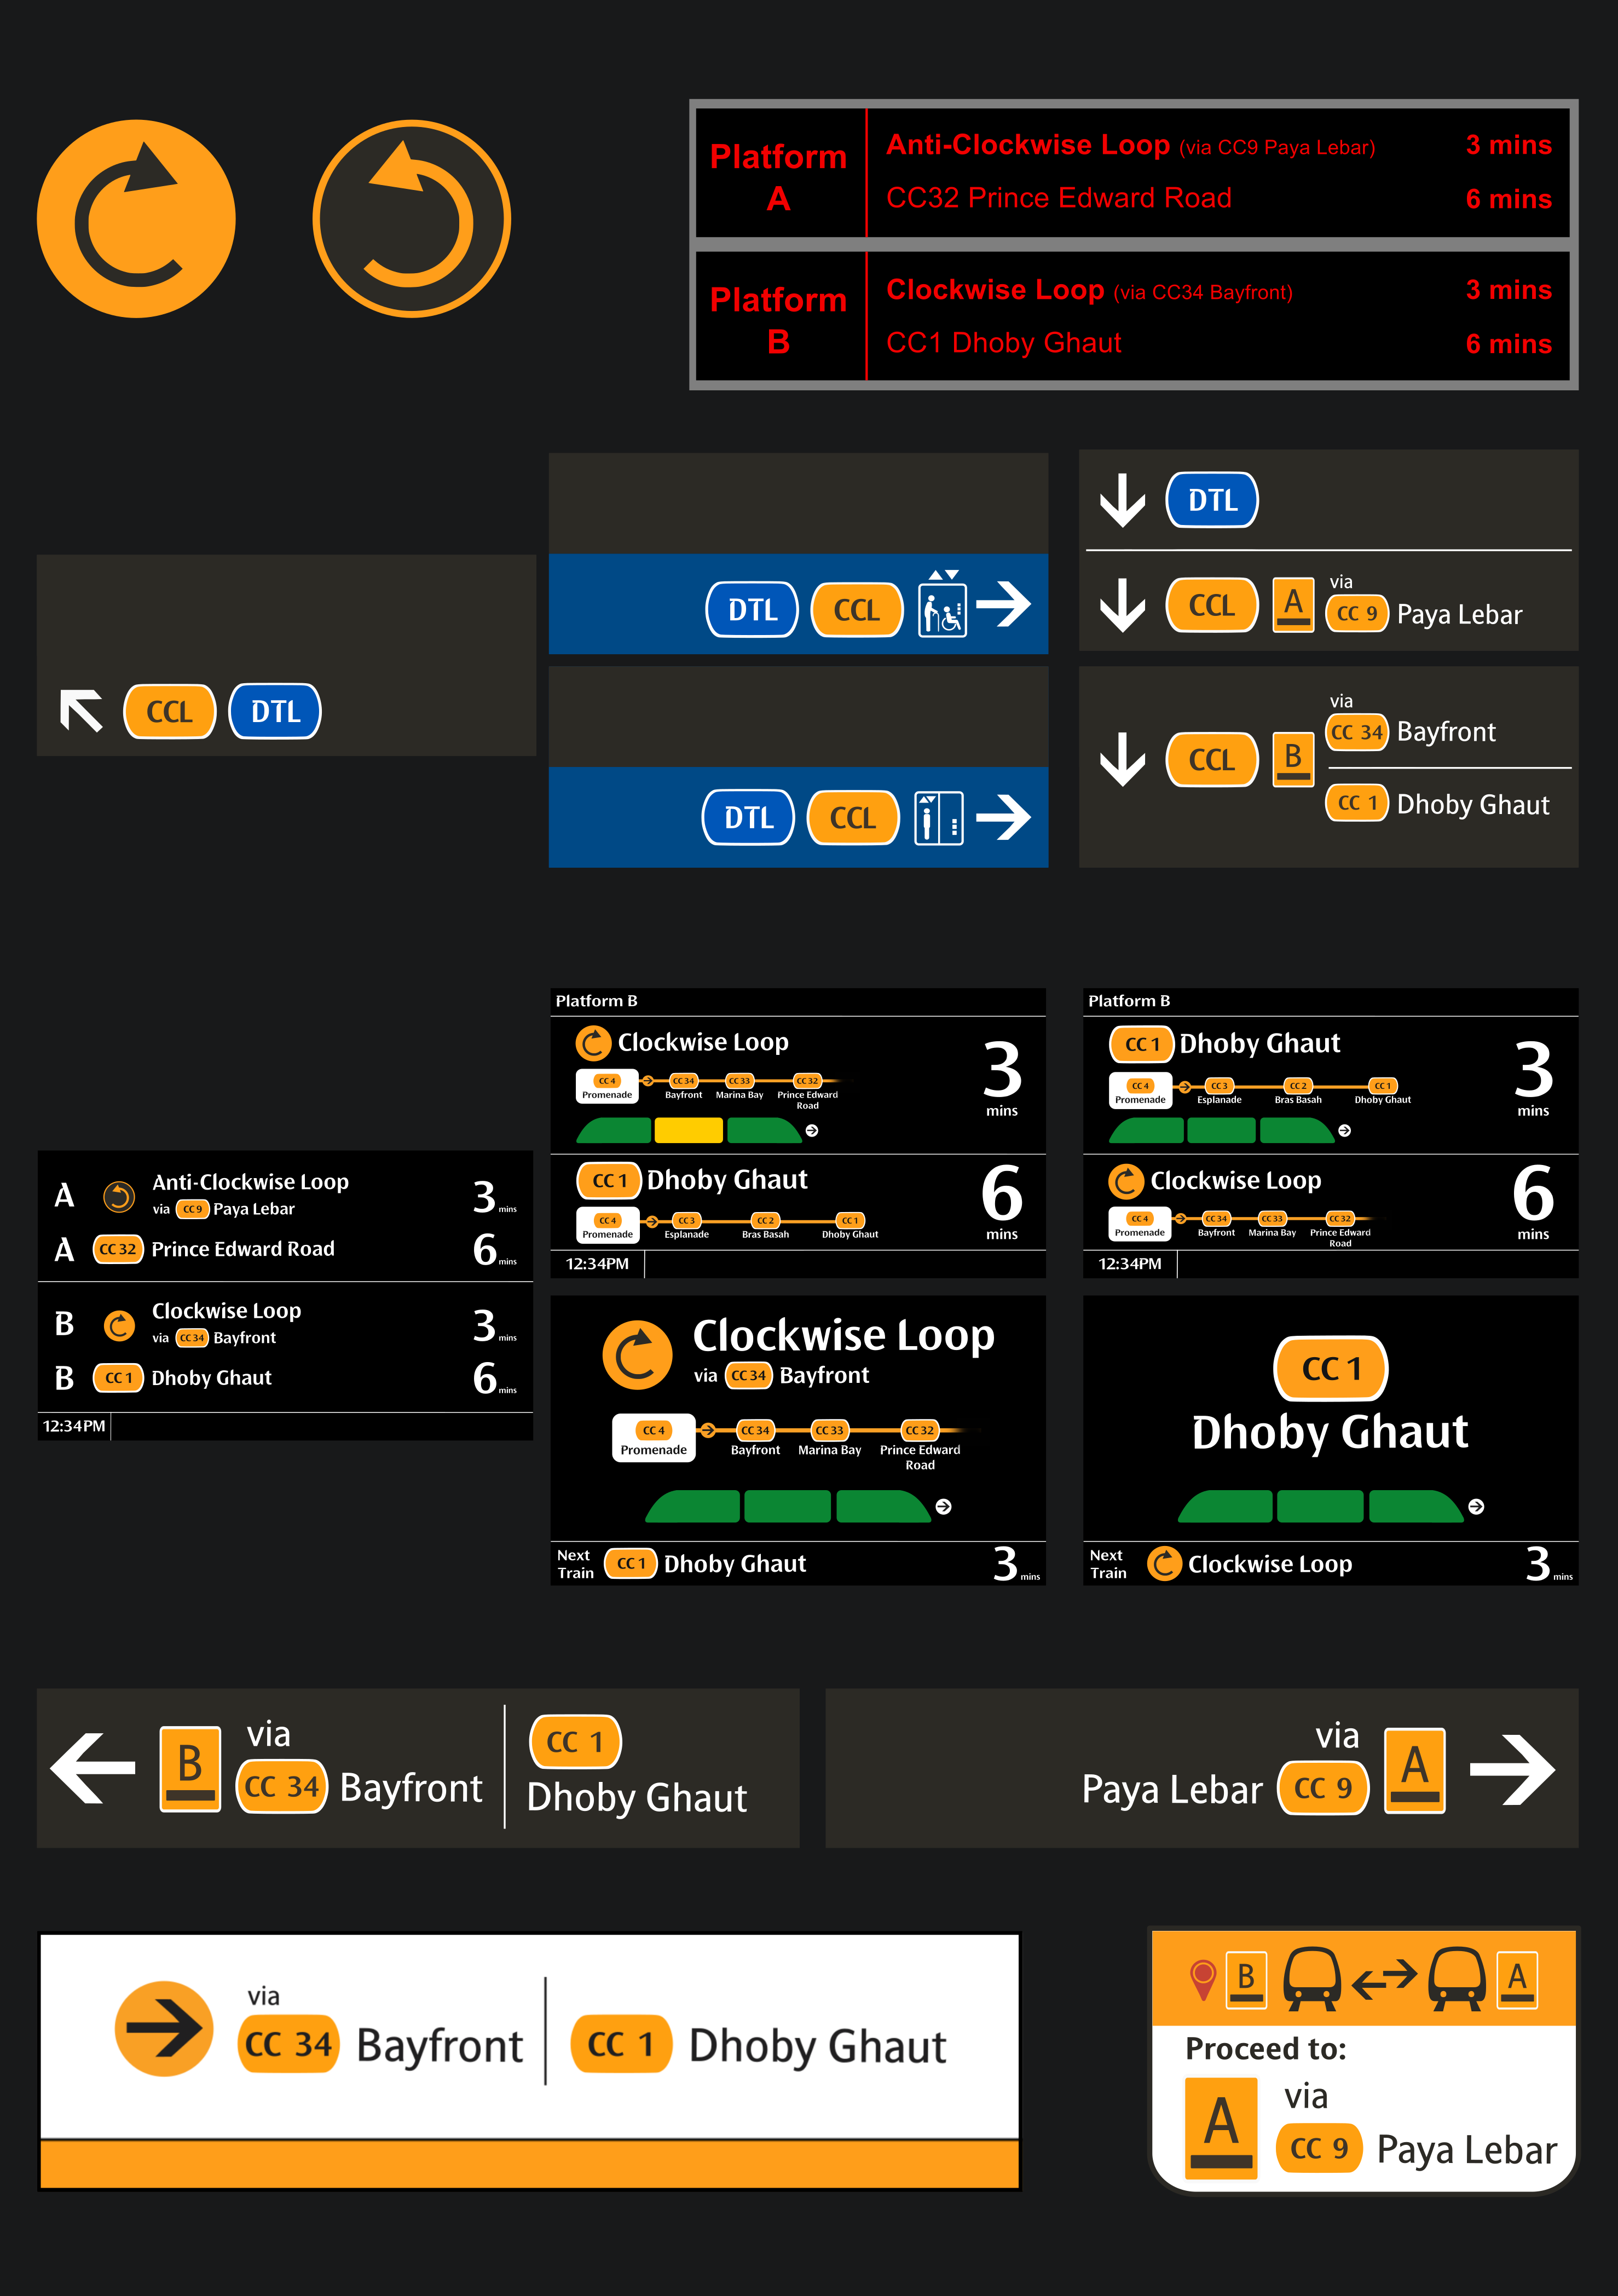 Platform
A
Anti-Clockwise Loop (via CC9 Paya Lebar) 3 mins
CC32 Prince Edward Road 6 mins
Platform
B
Clockwise Loop (via CC34 Bayfront) 3 mins
CC1 Dhoby Ghaut 6 mins
CCL DTL
DTL CCL
DTL CCL
DTL
via
CCL A CC 9 Paya Lebar
via
CC 34 Bayfront
CCL B
CC 1 Dhoby Ghaut
A Anti-Clockwise Loop 3 mins
via CC 9 Paya Lebar
A CC 32 Prince Edward Road 6 mins
B Clockwise Loop 3 mins
via CC 34 Bayfront
B CC 1 Dhoby Ghaut 6 mins
12:34PM
Platform B
Clockwise Loop 3 mins
CC 4 CC 34 CC 33 CC 32
Promenade Bayfront Marina Bay Prince Edward
Road
CC 1 Dhoby Ghaut 6 mins
CC 4 CC 3 CC 2 CC 1
Promenade Esplanade Bras Basah Dhoby Ghaut
12:34PM
Platform B
CC 1 Dhoby Ghaut 3 mins
CC 4 CC 3 CC 2 CC 1
Promenade Esplanade Bras Basah Dhoby Ghaut
Clockwise Loop 6 mins
CC 4 CC 34 CC 33 CC 32
Promenade Bayfront Marina Bay Prince Edward
Road
12:34PM
Clockwise Loop
via CC 34 Bayfront
CC 4 CC 34 CC 33 CC 32
Promenade Bayfront Marina Bay Prince Edward
Road
Next
Train CC 1 Dhoby Ghaut 3 mins
CC 1
Dhoby Ghaut
Next
Train Clockwise Loop 3 mins
B via
CC 34 Bayfront
CC 1
Dhoby Ghaut
via
Paya Lebar CC 9 A
via
CC 34 Bayfront CC 1 Dhoby Ghaut
B A
Proceed to:
A via
CC 9 Paya Lebar